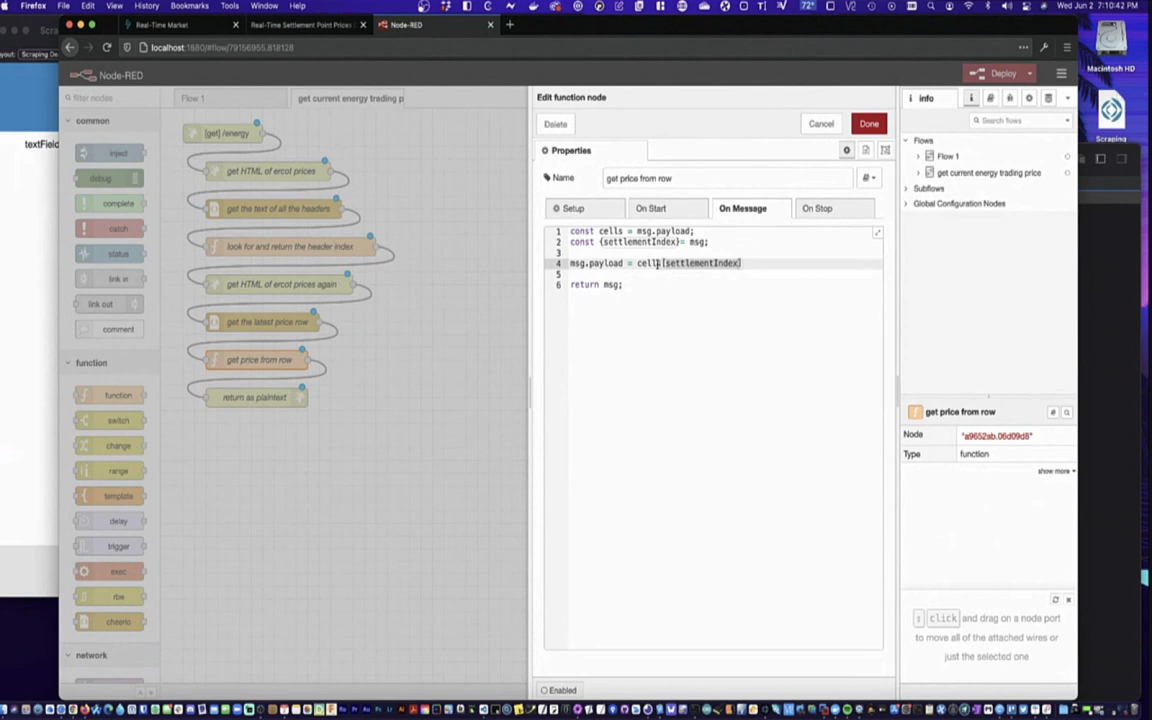 Firefox File Edit View History Bookmarks Tools Window Help 72° Wed Jun 2 7:10:42 PM
Real-Time Market × Real-Time Settlement Point Prices × Node-RED × +
localhost:1880/#flow/79156955.818128
Node-RED Deploy
filter nodes
Flow 1 get current energy trading p
common
inject
debug
complete
catch
status
link in
link out
comment
function
function
switch
change
range
template
delay
trigger
exec
rbe
cheerio
network
[get] /energy
get HTML of ercot prices
get the text of all the headers
look for and return the header index
get HTML of ercot prices again
get the latest price row
get price from row
return as plaintext
Edit function node
Delete Cancel Done
Properties
Name get price from row
Setup On Start On Message On Stop
1 const cells = msg.payload;
2 const {settlementIndex}= msg;
3
4 msg.payload = cells[settlementIndex]
5
6 return msg;
Enabled
info
Search flows
Flows
Flow 1
get current energy trading price
Subflows
Global Configuration Nodes
get price from row
Node "a9652ab.06d09d8"
Type function
show more
click and drag on a node port
to move all of the attached wires or
just the selected one
textField
Macintosh HD
Scraping